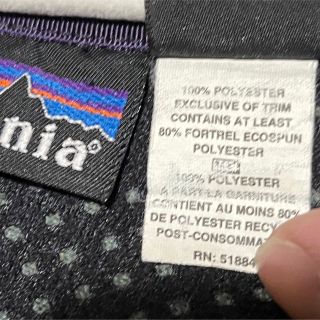 nia®
100% POLYESTER
EXCLUSIVE OF TRIM
CONTAINS AT LEAST
80% FORTREL ECOSPUN
POLYESTER
100% POLYESTER
A PART LA GARNITURE
CONTIENT AU MOINS 80%
DE POLYESTER RECY
POST-CONSOMMAT
RN: 51884